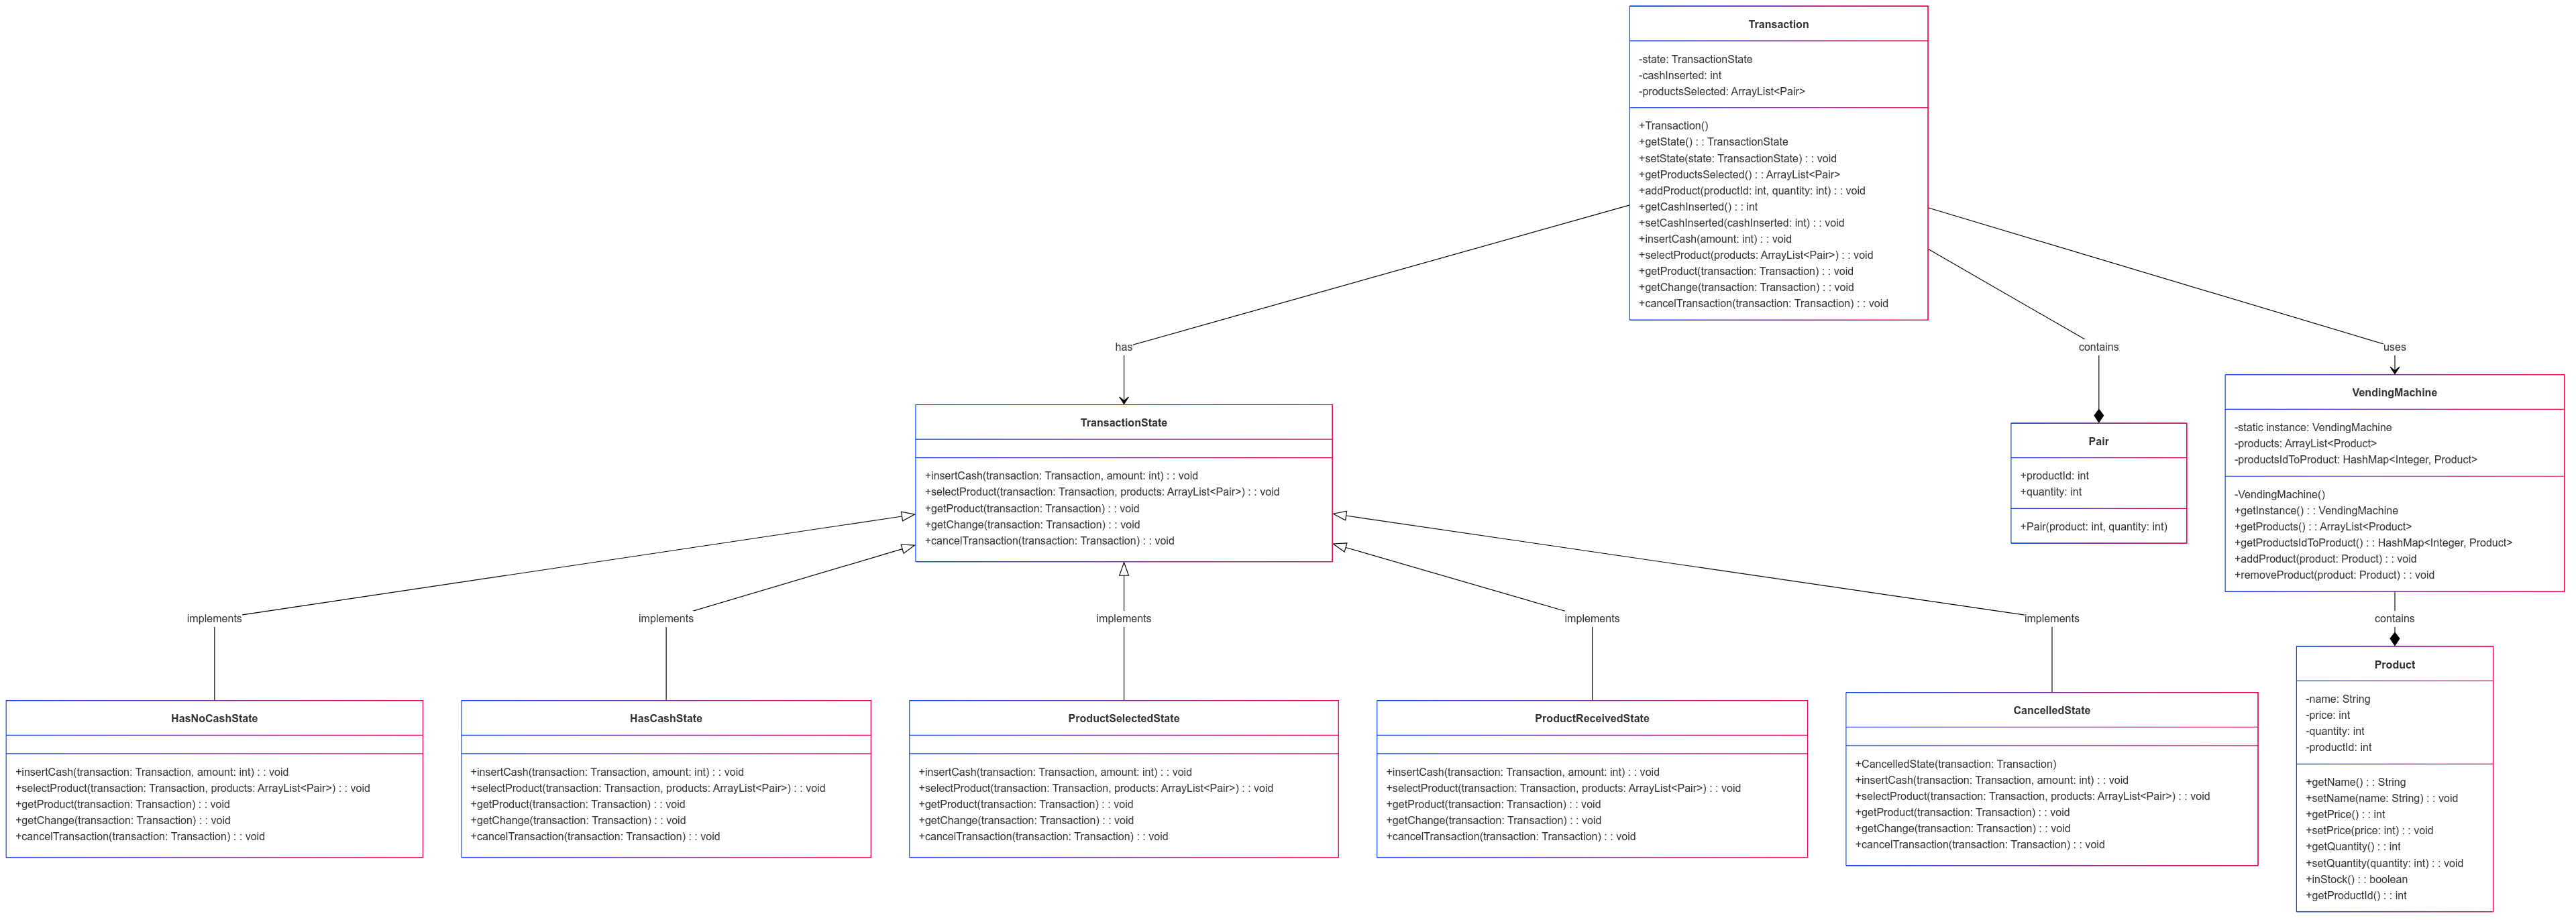 Transaction
-state: TransactionState
-cashInserted: int
-productsSelected: ArrayList<Pair>
+Transaction()
+getState() : : TransactionState
+setState(state: TransactionState) : : void
+getProductsSelected() : : ArrayList<Pair>
+addProduct(productId: int, quantity: int) : : void
+getCashInserted() : : int
+setCashInserted(cashInserted: int) : : void
+insertCash(amount: int) : : void
+selectProduct(products: ArrayList<Pair>) : : void
+getProduct(transaction: Transaction) : : void
+getChange(transaction: Transaction) : : void
+cancelTransaction(transaction: Transaction) : : void
has
contains
uses
TransactionState
+insertCash(transaction: Transaction, amount: int) : : void
+selectProduct(transaction: Transaction, products: ArrayList<Pair>) : : void
+getProduct(transaction: Transaction) : : void
+getChange(transaction: Transaction) : : void
+cancelTransaction(transaction: Transaction) : : void
Pair
+productId: int
+quantity: int
+Pair(product: int, quantity: int)
VendingMachine
-static instance: VendingMachine
-products: ArrayList<Product>
-productsIdToProduct: HashMap<Integer, Product>
-VendingMachine()
+getInstance() : : VendingMachine
+getProducts() : : ArrayList<Product>
+getProductsIdToProduct() : : HashMap<Integer, Product>
+addProduct(product: Product) : : void
+removeProduct(product: Product) : : void
implements
implements
implements
implements
implements
contains
HasNoCashState
+insertCash(transaction: Transaction, amount: int) : : void
+selectProduct(transaction: Transaction, products: ArrayList<Pair>) : : void
+getProduct(transaction: Transaction) : : void
+getChange(transaction: Transaction) : : void
+cancelTransaction(transaction: Transaction) : : void
HasCashState
+insertCash(transaction: Transaction, amount: int) : : void
+selectProduct(transaction: Transaction, products: ArrayList<Pair>) : : void
+getProduct(transaction: Transaction) : : void
+getChange(transaction: Transaction) : : void
+cancelTransaction(transaction: Transaction) : : void
ProductSelectedState
+insertCash(transaction: Transaction, amount: int) : : void
+selectProduct(transaction: Transaction, products: ArrayList<Pair>) : : void
+getProduct(transaction: Transaction) : : void
+getChange(transaction: Transaction) : : void
+cancelTransaction(transaction: Transaction) : : void
ProductReceivedState
+insertCash(transaction: Transaction, amount: int) : : void
+selectProduct(transaction: Transaction, products: ArrayList<Pair>) : : void
+getProduct(transaction: Transaction) : : void
+getChange(transaction: Transaction) : : void
+cancelTransaction(transaction: Transaction) : : void
CancelledState
+CancelledState(transaction: Transaction)
+insertCash(transaction: Transaction, amount: int) : : void
+selectProduct(transaction: Transaction, products: ArrayList<Pair>) : : void
+getProduct(transaction: Transaction) : : void
+getChange(transaction: Transaction) : : void
+cancelTransaction(transaction: Transaction) : : void
Product
-name: String
-price: int
-quantity: int
-productId: int
+getName() : : String
+setName(name: String) : : void
+getPrice() : : int
+setPrice(price: int) : : void
+getQuantity() : : int
+setQuantity(quantity: int) : : void
+inStock() : : boolean
+getProductId() : : int